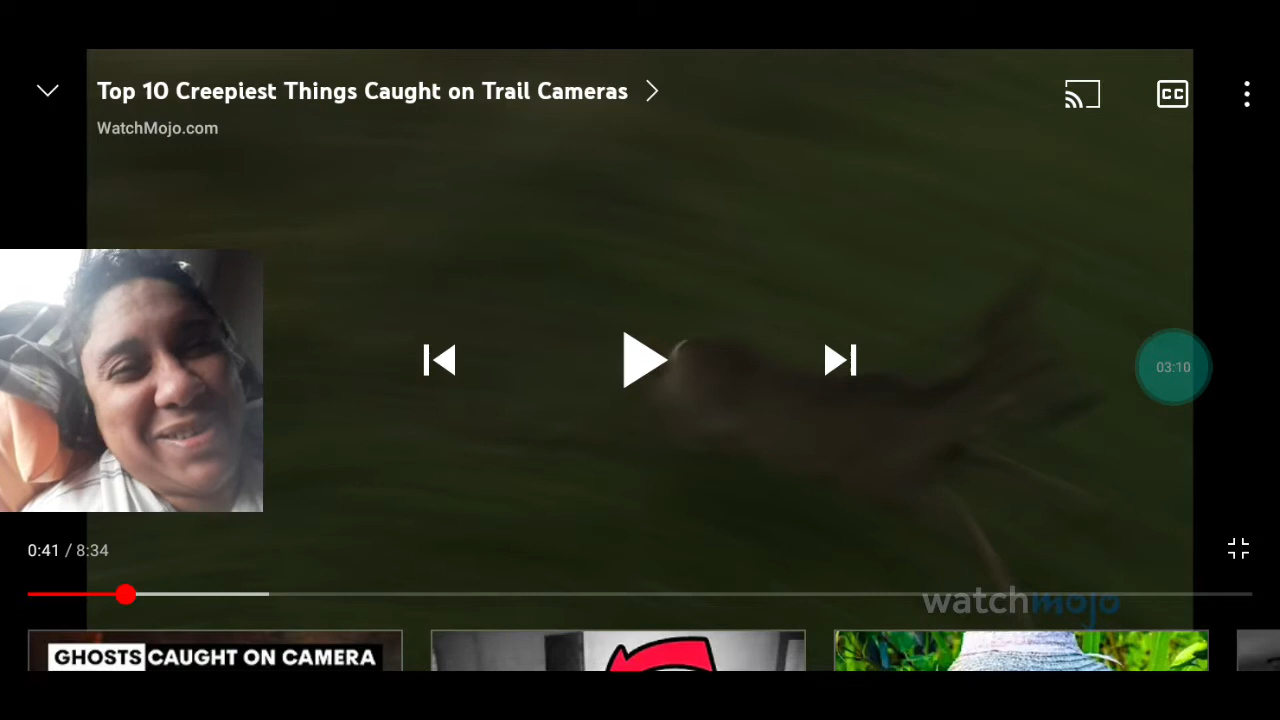 Top 10 Creepiest Things Caught on Trail Cameras
CC
WatchMojo.com
03:10
0:41 / 8:34
watchmojo
GHOSTS CAUGHT ON CAMERA